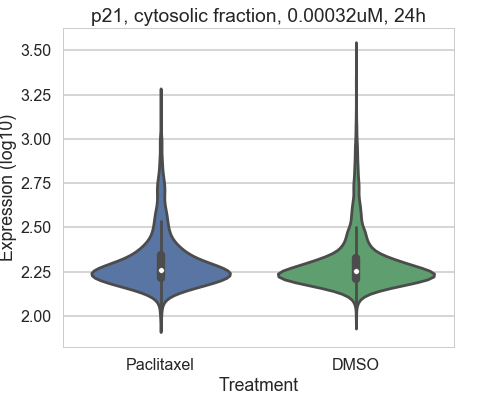 p21, cytosolic fraction, 0.00032uM, 24h
Expression (log10)
3.50
3.25
3.00
2.75
2.50
2.25
2.00
Paclitaxel
DMSO
Treatment